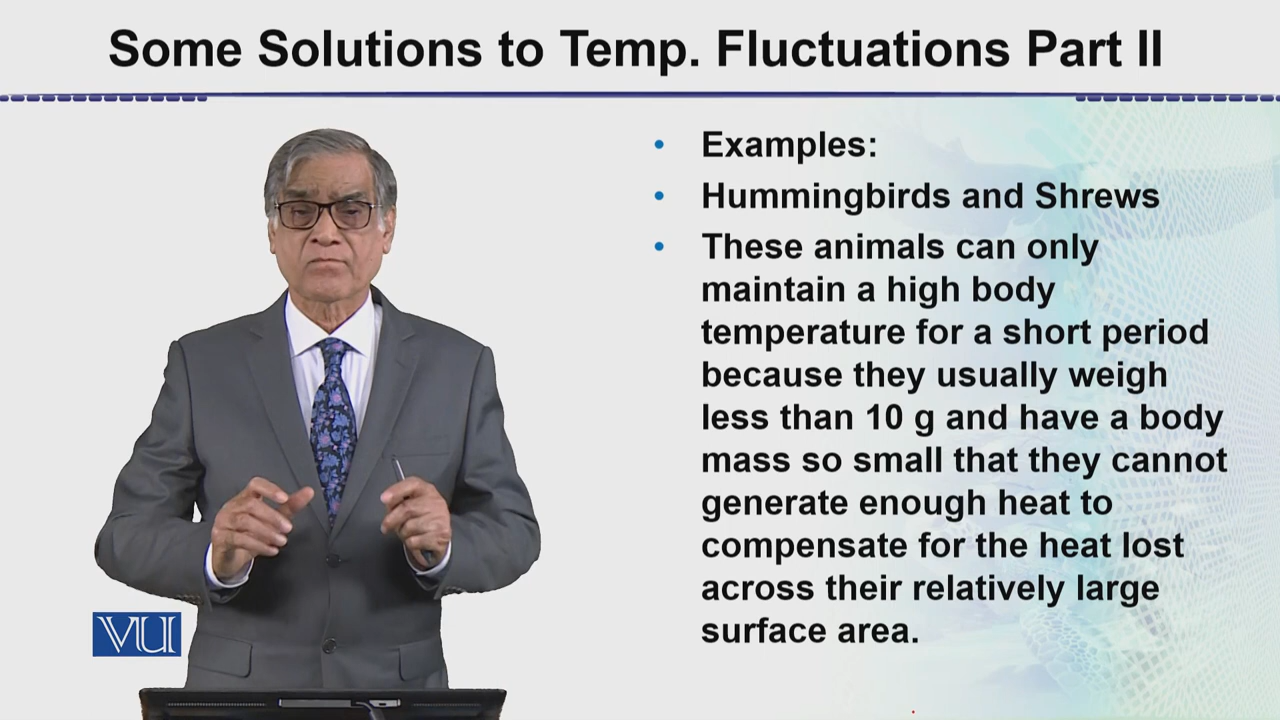 Some Solutions to Temp. Fluctuations Part II
• Examples:
• Hummingbirds and Shrews
• These animals can only
maintain a high body
temperature for a short period
because they usually weigh
less than 10 g and have a body
mass so small that they cannot
generate enough heat to
compensate for the heat lost
across their relatively large
surface area.
VU